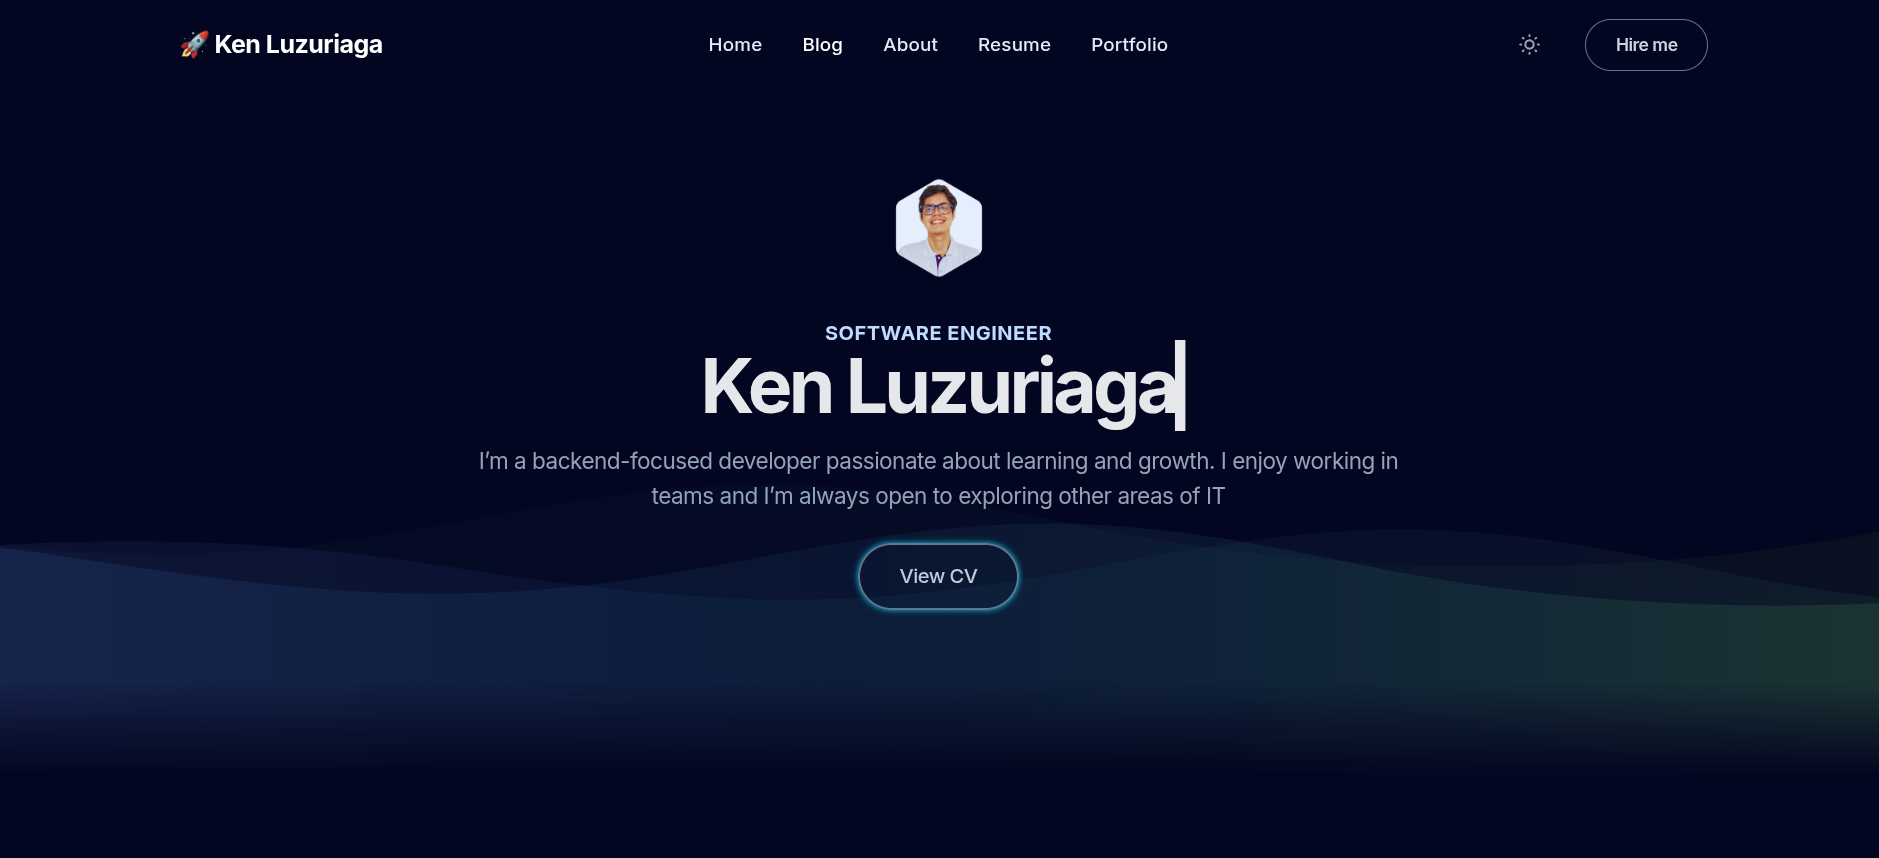 🚀 Ken Luzuriaga
Home Blog About Resume Portfolio
Hire me
SOFTWARE ENGINEER
Ken Luzuriaga
I’m a backend-focused developer passionate about learning and growth. I enjoy working in
teams and I’m always open to exploring other areas of IT
View CV